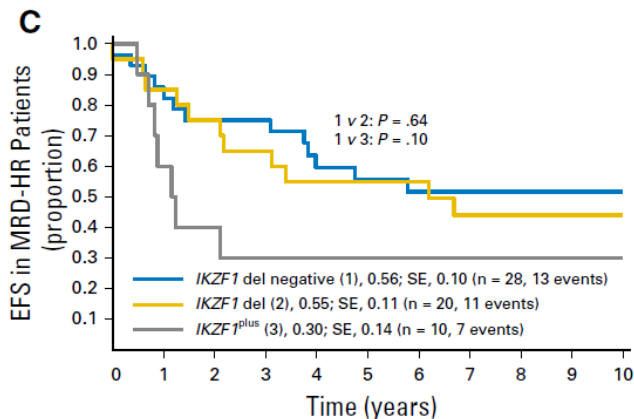 C
EFS in MRD-HR Patients
(proportion)
1.0
0.9
0.8
0.7
0.6
0.5
0.4
0.3
0.2
0.1
1 v 2: P = .64
1 v 3: P = .10
IKZF1 del negative (1), 0.56; SE, 0.10 (n = 28, 13 events)
IKZF1 del (2), 0.55; SE, 0.11 (n = 20, 11 events)
IKZF1plus (3), 0.30; SE, 0.14 (n = 10, 7 events)
0 1 2 3 4 5 6 7 8 9 10
Time (years)